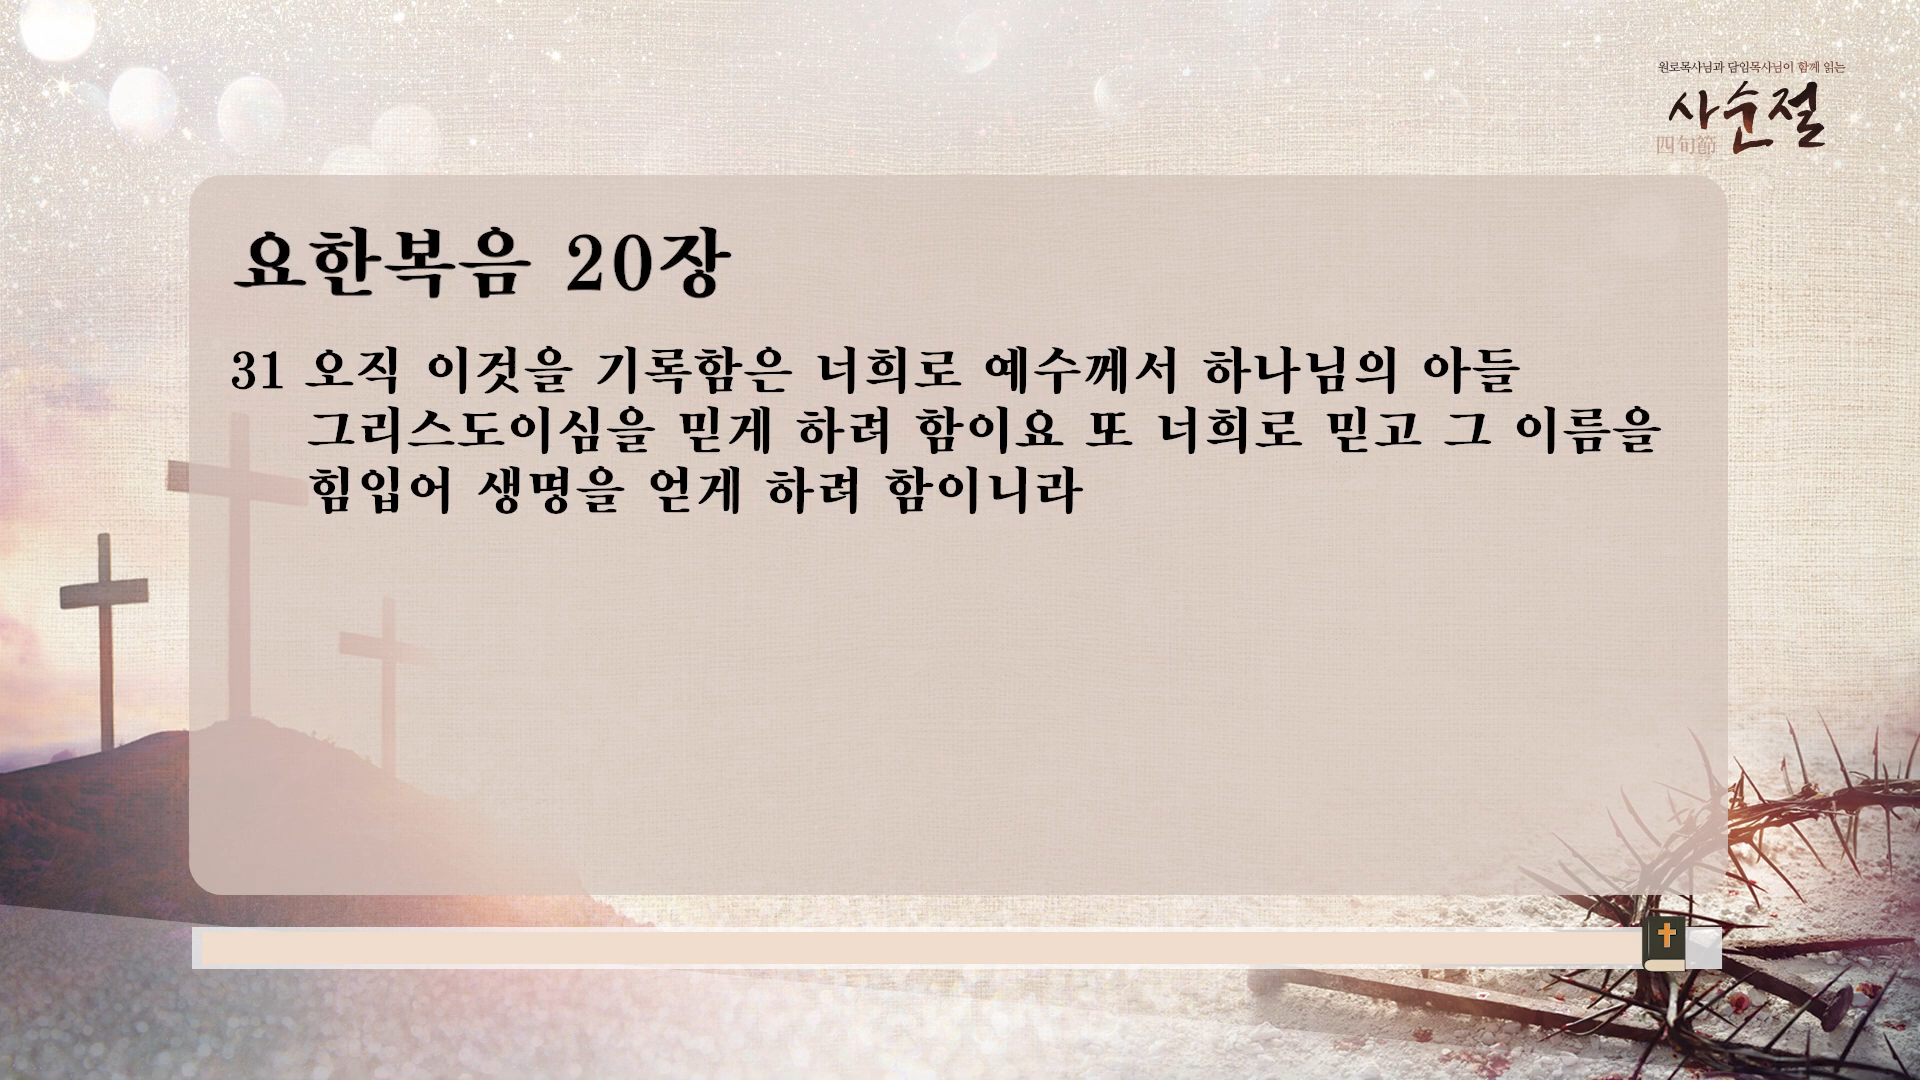 원로목사님과 담임목사님이 함께 읽는
사순절
四旬節
요한복음 20장
31 오직 이것을 기록함은 너희로 예수께서 하나님의 아들
그리스도이심을 믿게 하려 함이요 또 너희로 믿고 그 이름을
힘입어 생명을 얻게 하려 함이니라